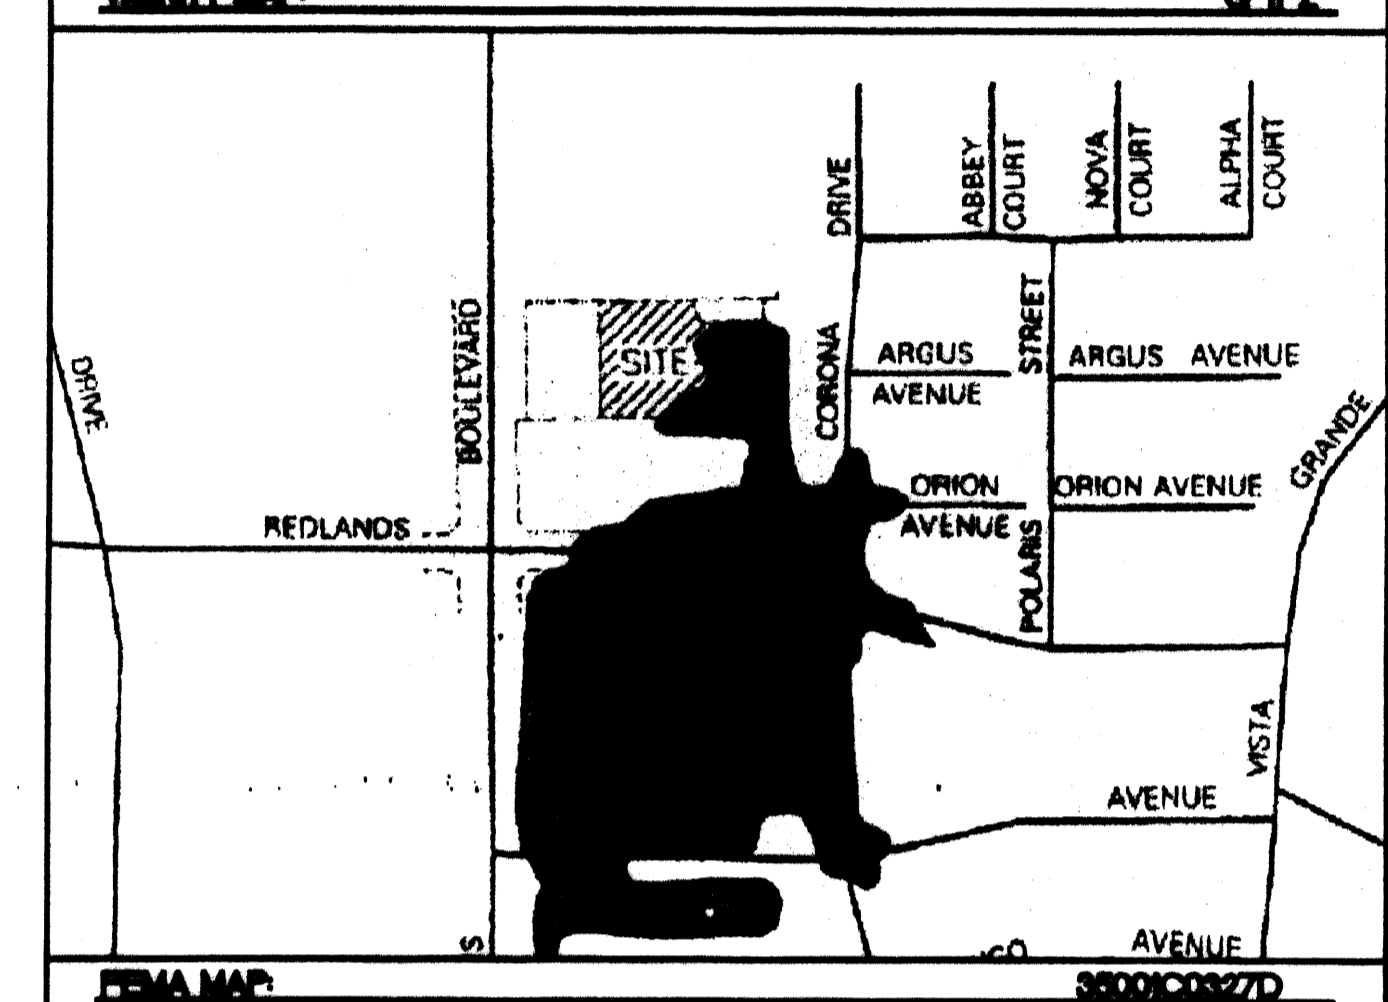 DRIVE
ABBEY
COURT
NOVA
COURT
ALPHA
COURT
BOULEVARD
SITE
CORONA
STREET
ARGUS
AVENUE
ARGUS AVENUE
DRIVE
GRANDE
ORION
AVENUE
ORION AVENUE
REDLANDS
POLARIS
VISTA
AVENUE
S
AVENUE
FEMA MAP:
35001C0327D